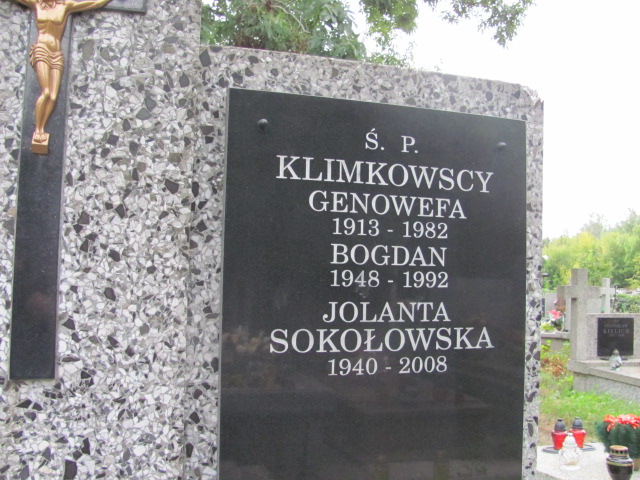 Ś. P.
KLIMKOWSCY
GENOWEFA
1913 - 1982
BOGDAN
1948 - 1992
JOLANTA
SOKOŁOWSKA
1940 - 2008